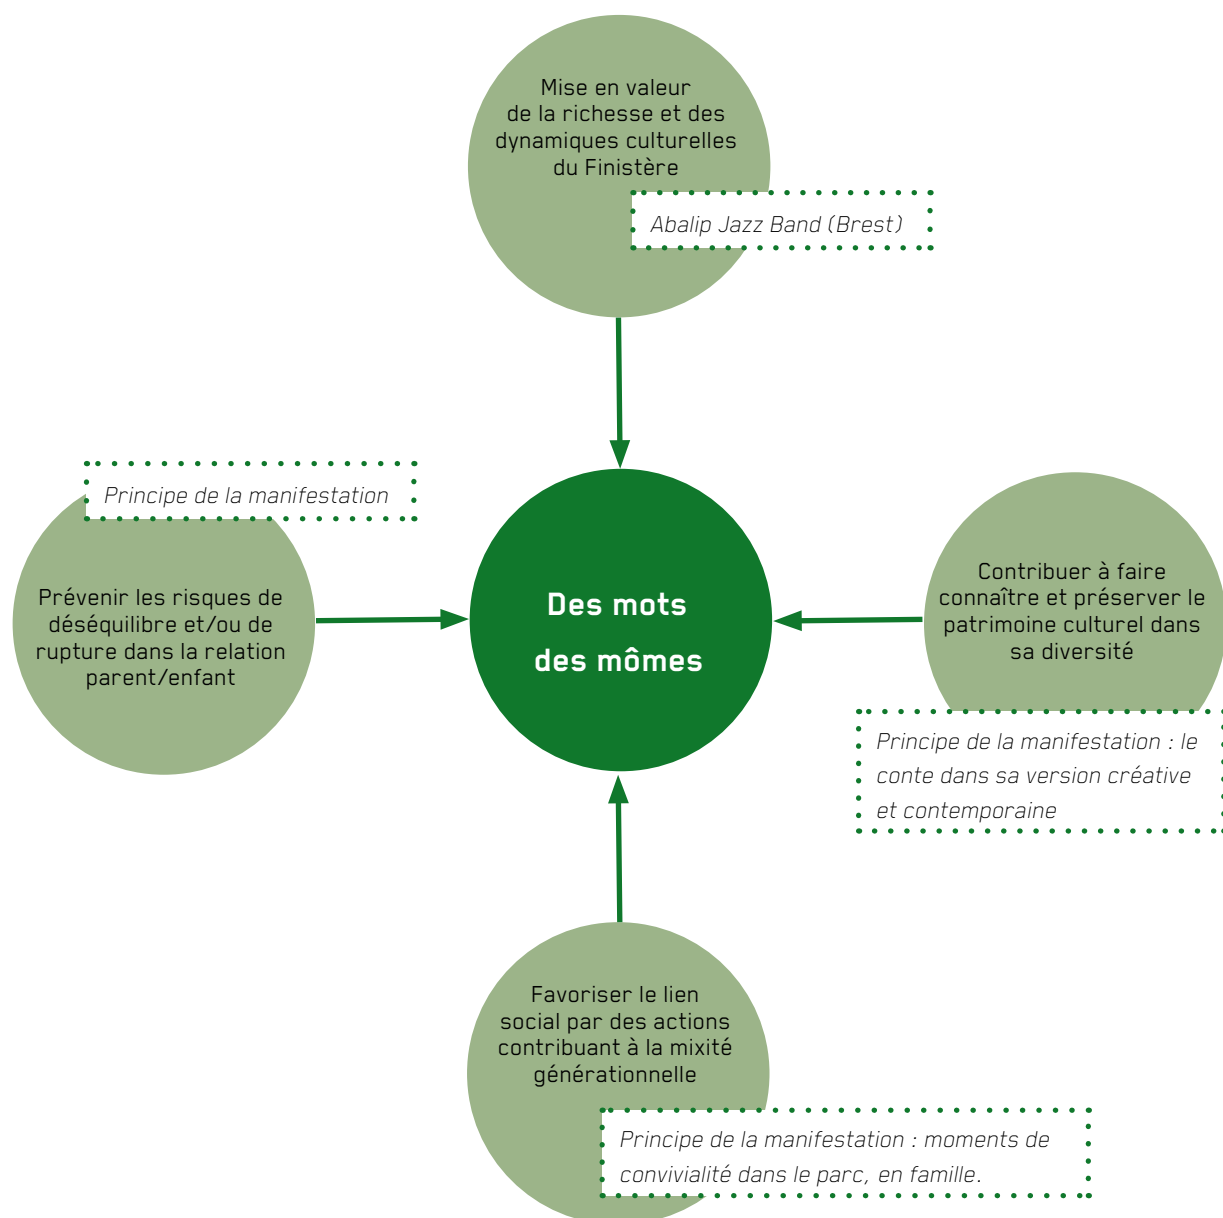 Mise en valeur
de la richesse et des
dynamiques culturelles
du Finistère
Abalip Jazz Band (Brest)
Principe de la manifestation
Prévenir les risques de
déséquilibre et/ou de
rupture dans la relation
parent/enfant
Des mots
des mômes
Contribuer à faire
connaître et préserver le
patrimoine culturel dans
sa diversité
Principe de la manifestation : le
conte dans sa version créative
et contemporaine
Favoriser le lien
social par des actions
contribuant à la mixité
générationnelle
Principe de la manifestation : moments de
convivialité dans le parc, en famille.